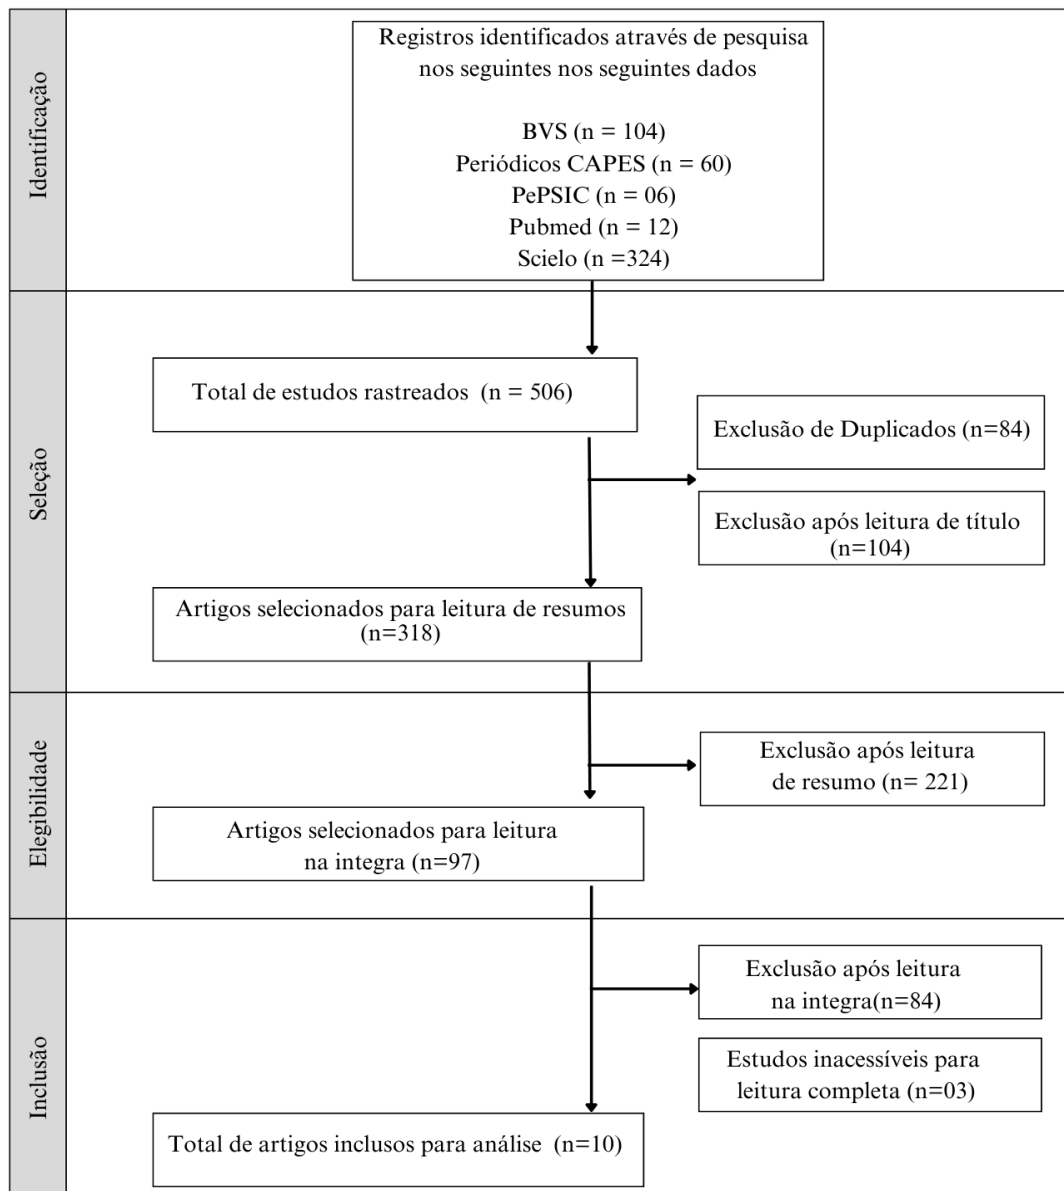 Identificação
Registros identificados através de pesquisa
nos seguintes nos seguintes dados
BVS (n = 104)
Periódicos CAPES (n = 60)
PePSIC (n = 06)
Pubmed (n = 12)
Scielo (n =324)
Seleção
Total de estudos rastreados (n = 506)
Exclusão de Duplicados (n=84)
Exclusão após leitura de título
(n=104)
Artigos selecionados para leitura de resumos
(n=318)
Elegibilidade
Exclusão após leitura
de resumo (n= 221)
Artigos selecionados para leitura
na integra (n=97)
Inclusão
Exclusão após leitura
na integra(n=84)
Estudos inacessíveis para
leitura completa (n=03)
Total de artigos inclusos para análise (n=10)